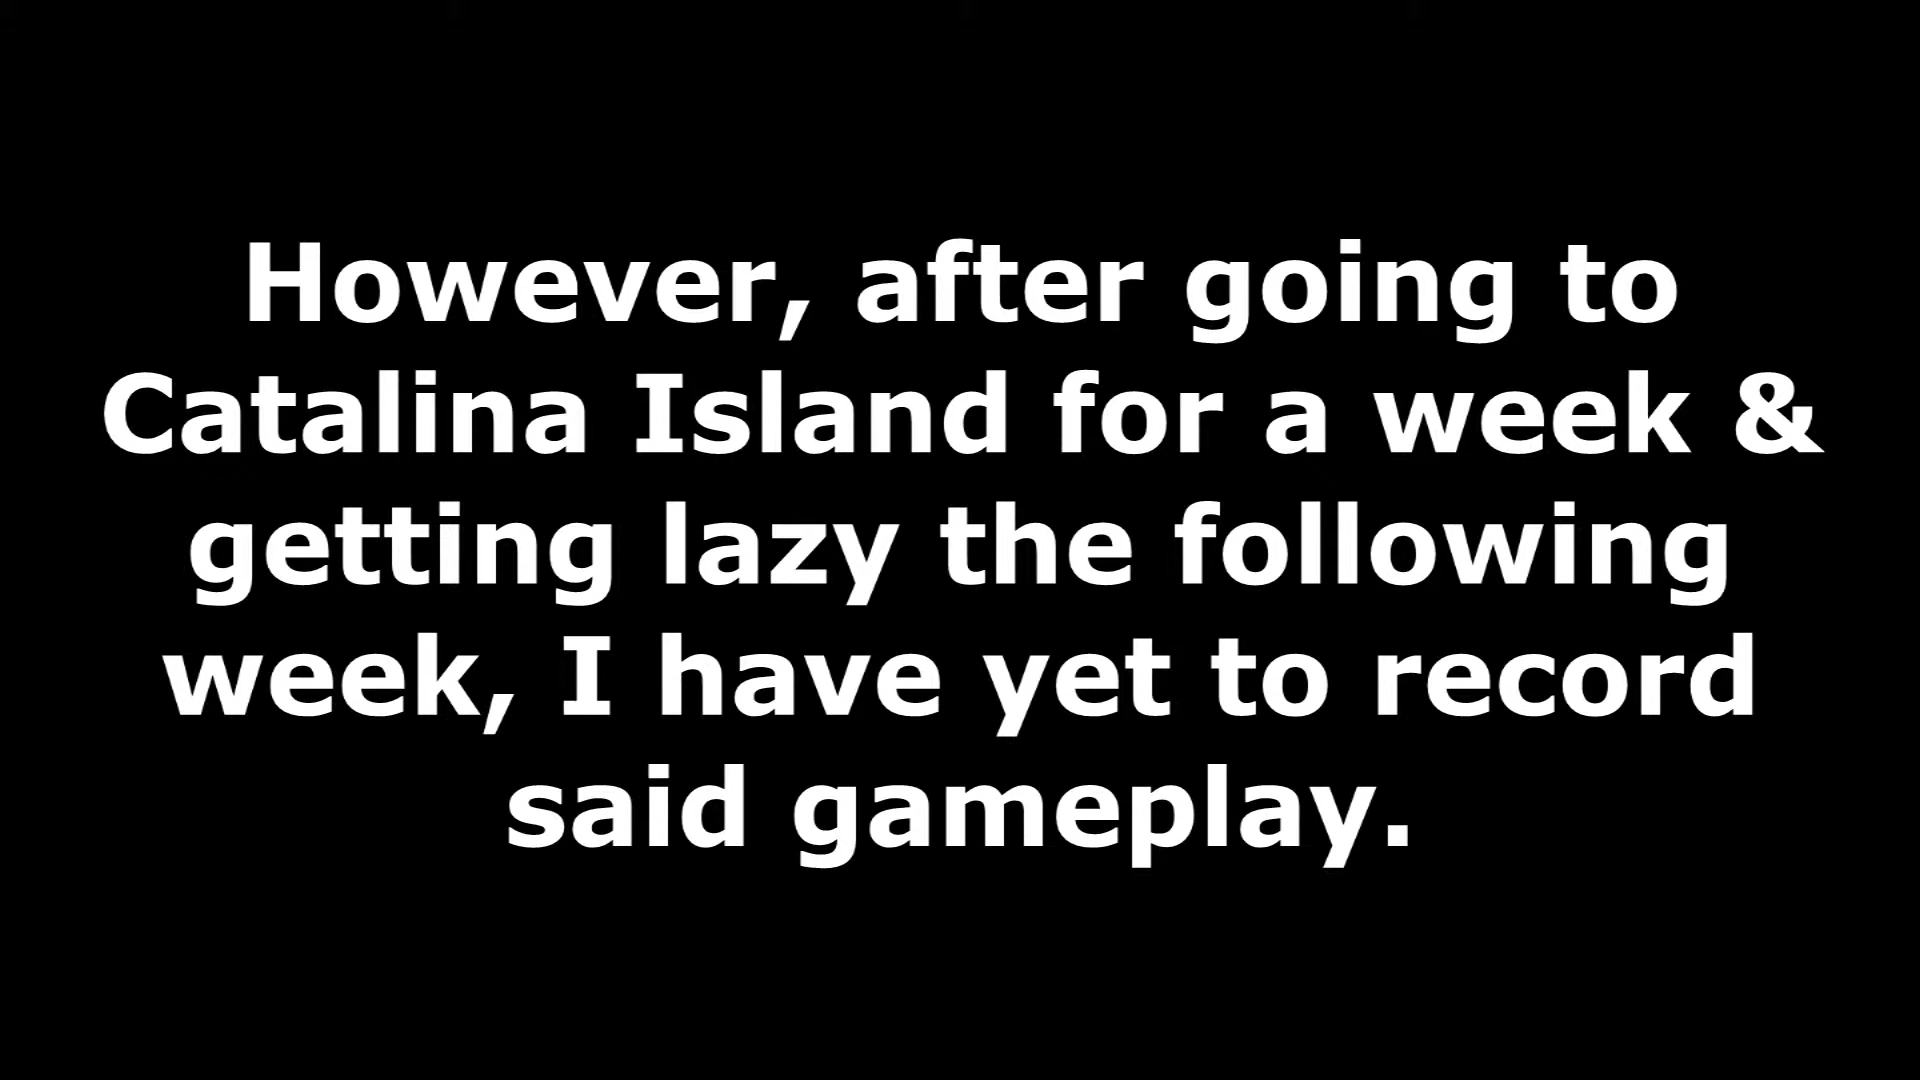 However, after going to
Catalina Island for a week &
getting lazy the following
week, I have yet to record
said gameplay.